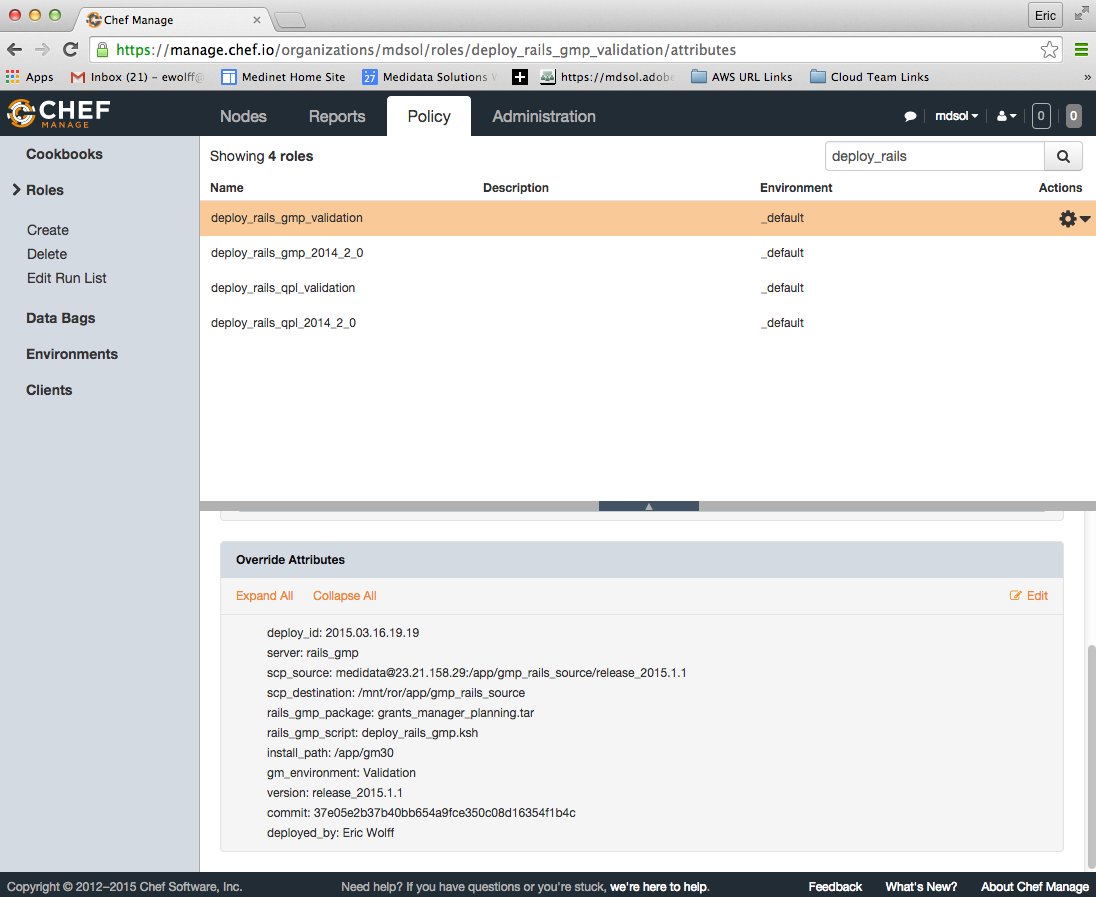 Chef Manage
Eric
https://manage.chef.io/organizations/mdsol/roles/deploy_rails_gmp_validation/attributes
Apps Inbox (21) – ewolff@ Medinet Home Site 27 Medidata Solutions https://mdsol.adobe AWS URL Links Cloud Team Links »
CHEF MANAGE Nodes Reports Policy Administration mdsol 0 0
Cookbooks
Roles
Create
Delete
Edit Run List
Data Bags
Environments
Clients
Showing 4 roles deploy_rails
Name Description Environment Actions
deploy_rails_gmp_validation _default
deploy_rails_gmp_2014_2_0 _default
deploy_rails_qpl_validation _default
deploy_rails_qpl_2014_2_0 _default
Override Attributes
Expand All Collapse All Edit
deploy_id: 2015.03.16.19.19
server: rails_gmp
scp_source: medidata@23.21.158.29:/app/gmp_rails_source/release_2015.1.1
scp_destination: /mnt/ror/app/gmp_rails_source
rails_gmp_package: grants_manager_planning.tar
rails_gmp_script: deploy_rails_gmp.ksh
install_path: /app/gm30
gm_environment: Validation
version: release_2015.1.1
commit: 37e05e2b37b40bb654a9fce350c08d16354f1b4c
deployed_by: Eric Wolff
Copyright © 2012–2015 Chef Software, Inc. Need help? If you have questions or you're stuck, we're here to help. Feedback What's New? About Chef Manage